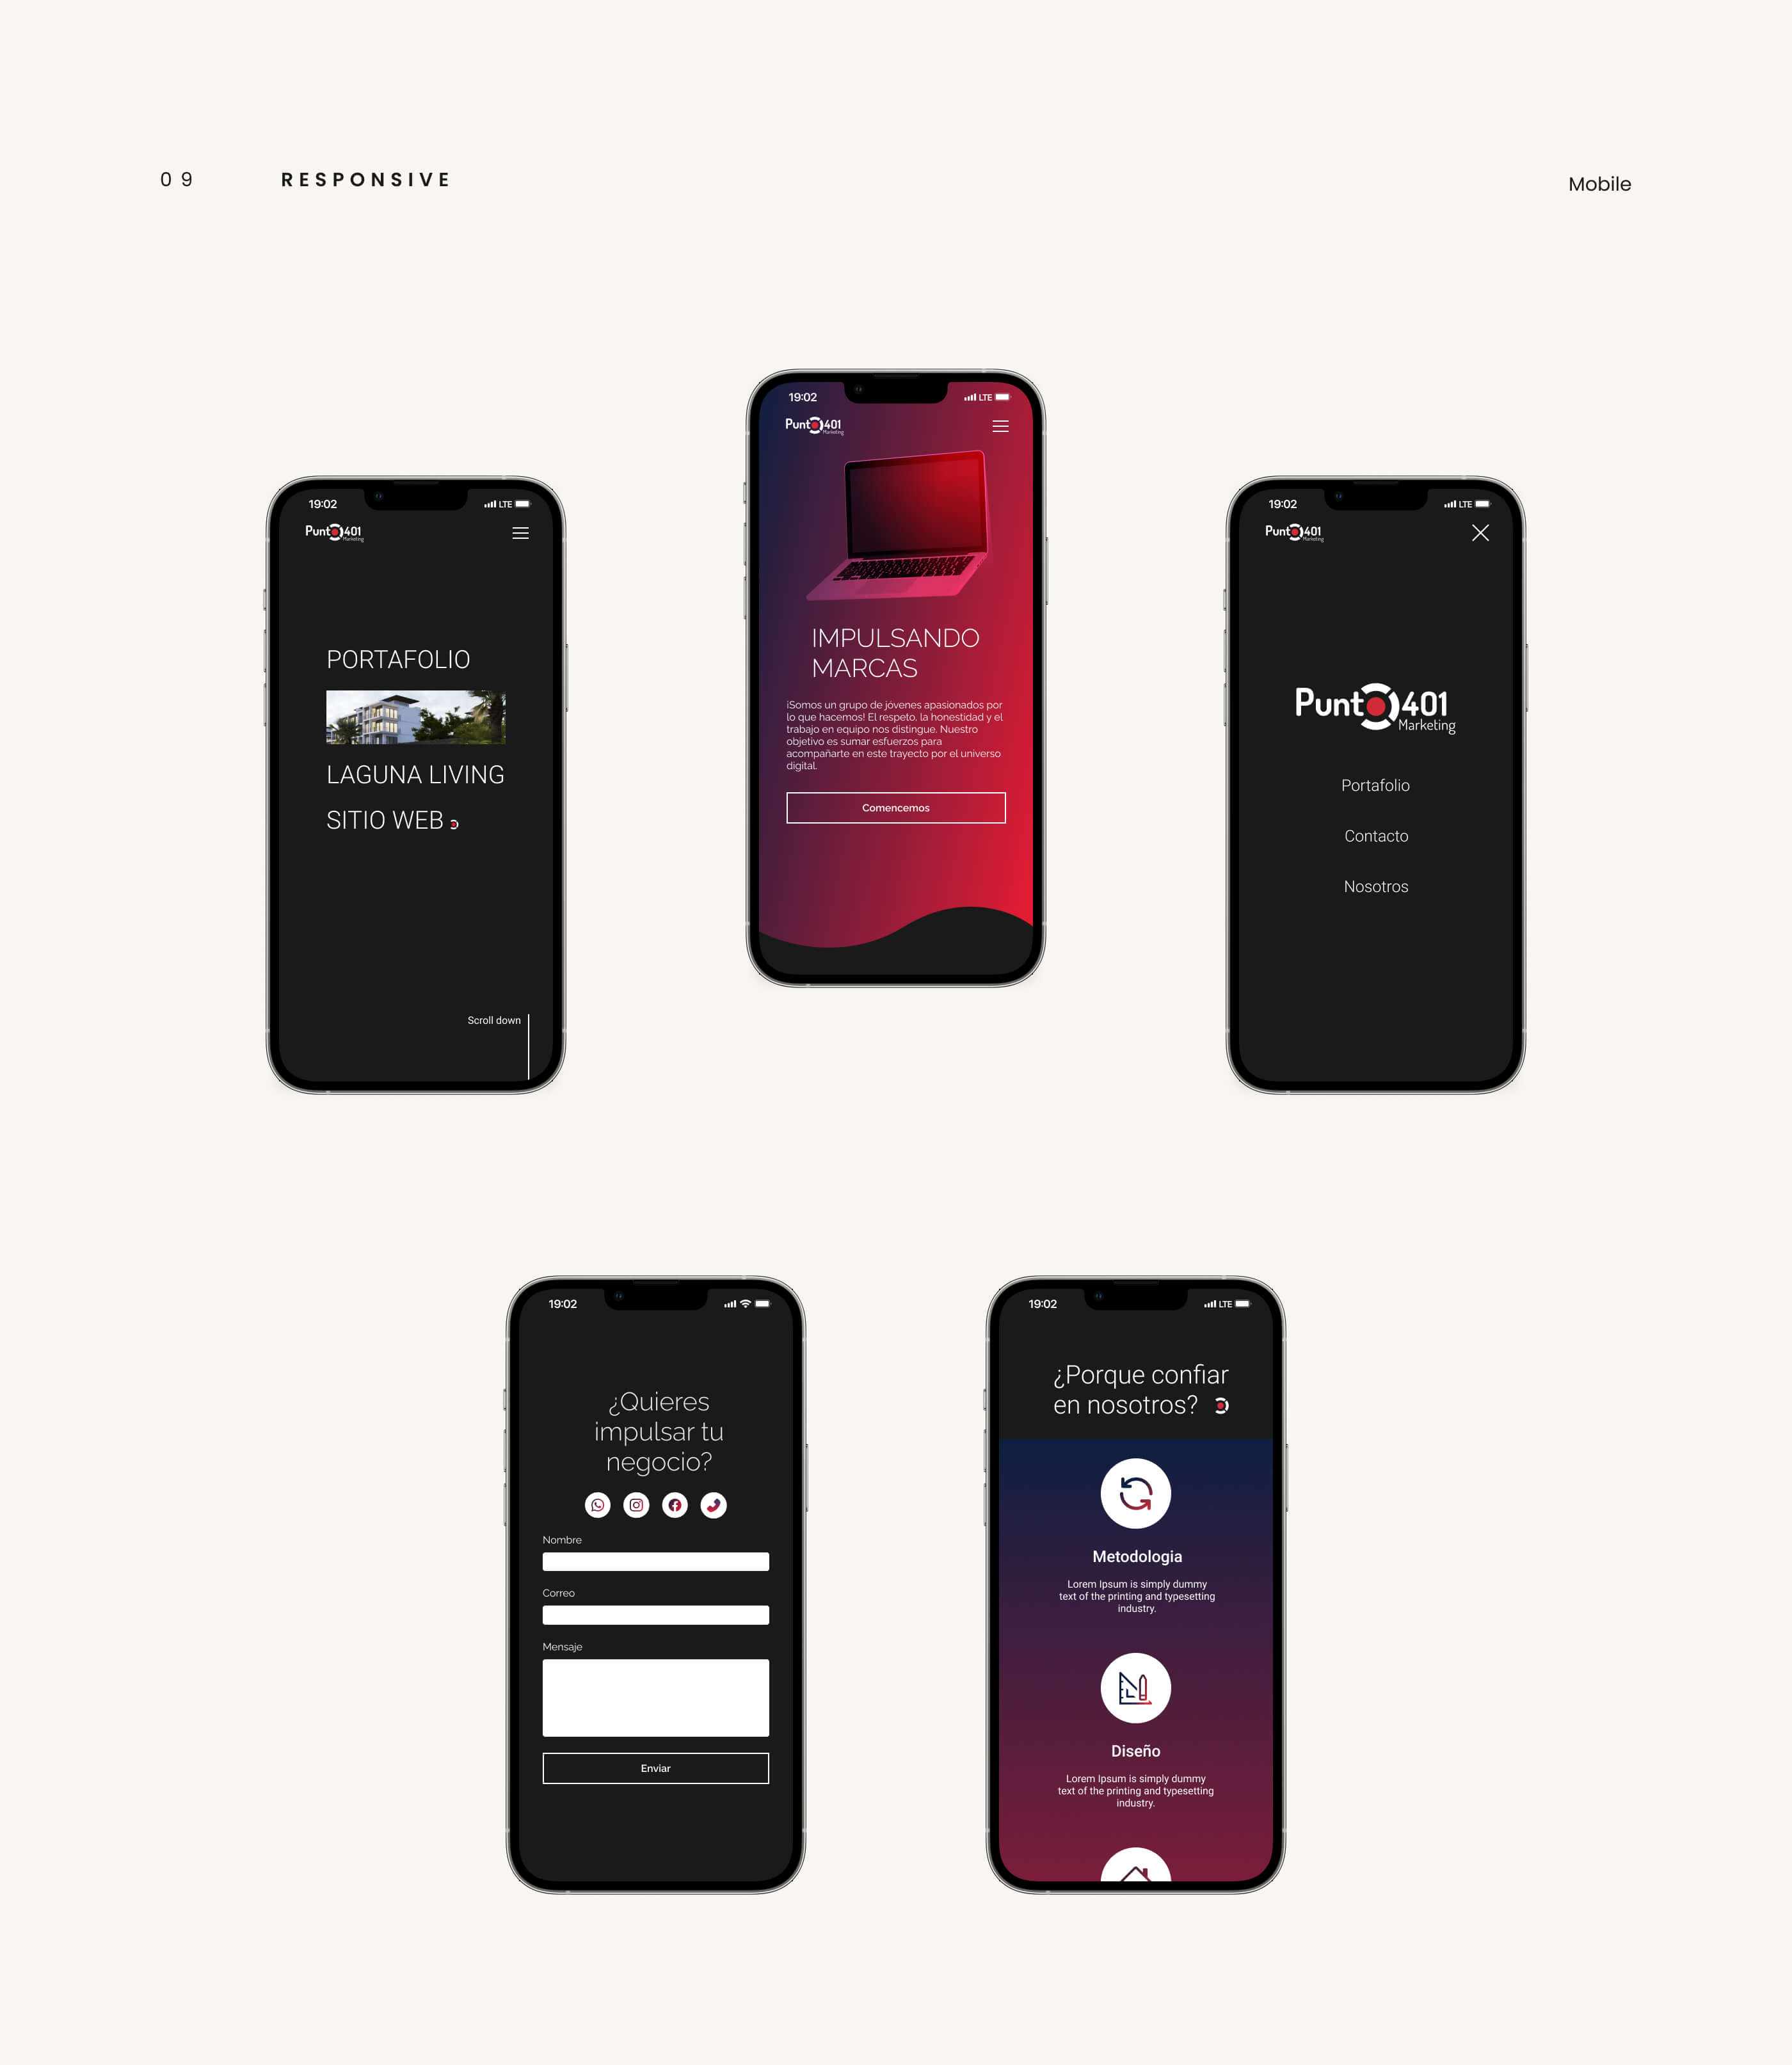 09 RESPONSIVE
Mobile
19:02 LTE
Punto401
Marketing
PORTAFOLIO
LAGUNA LIVING
SITIO WEB
Scroll down
19:02 LTE
Punto401
Marketing
IMPULSANDO
MARCAS
¡Somos un grupo de jóvenes apasionados por
lo que hacemos! El respeto, la honestidad y el
trabajo en equipo nos distingue. Nuestro
objetivo es sumar esfuerzos para
acompañarte en este trayecto por el universo
digital.
Comencemos
19:02 LTE
Punto401
Marketing
Punto401
Marketing
Portafolio
Contacto
Nosotros
19:02
¿Quieres
impulsar tu
negocio?
Nombre
Correo
Mensaje
Enviar
19:02 LTE
¿Porque confiar
en nosotros?
Metodologia
Lorem Ipsum is simply dummy
text of the printing and typesetting
industry.
Diseño
Lorem Ipsum is simply dummy
text of the printing and typesetting
industry.